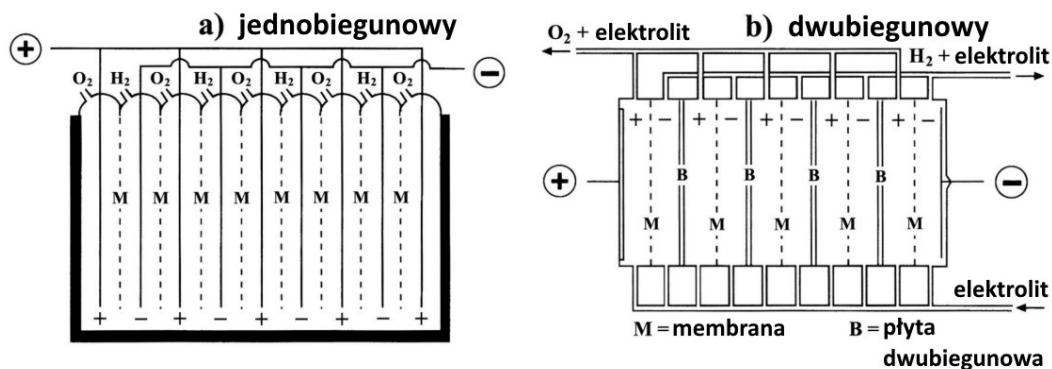 a) jednobiegunowy
+
−
O₂ H₂ O₂ H₂ O₂ H₂ O₂ H₂ O₂
M M M M M M M M
+ − + − + − + − +
b) dwubiegunowy
O₂ + elektrolit
H₂ + elektrolit
+ − + − + − + − + −
+
−
B B B B
M M M M M
elektrolit
M = membrana B = płyta
dwubiegunowa